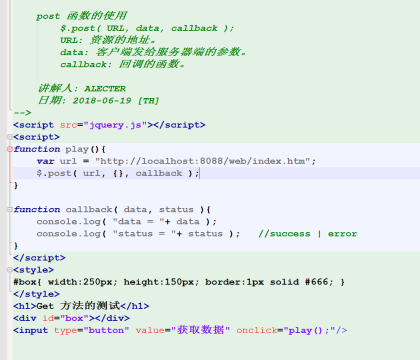 post 函数的使用
$.post( URL, data, callback );
URL: 资源的地址。
data: 客户端发给服务器端的参数。
callback: 回调的函数。
讲解人: ALECTER
日期: 2018-06-19 [TH]
-->
<script src="jquery.js"></script>
<script>
function play(){
var url = "http://localhost:8088/web/index.htm";
$.post( url, {}, callback );
}
function callback( data, status ){
console.log( "data = "+ data );
console.log( "status = "+ status ); //success | error
}
</script>
<style>
#box{ width:250px; height:150px; border:1px solid #666; }
</style>
<h1>Get 方法的测试</h1>
<div id="box"></div>
<input type="button" value="获取数据" onclick="play();"/>